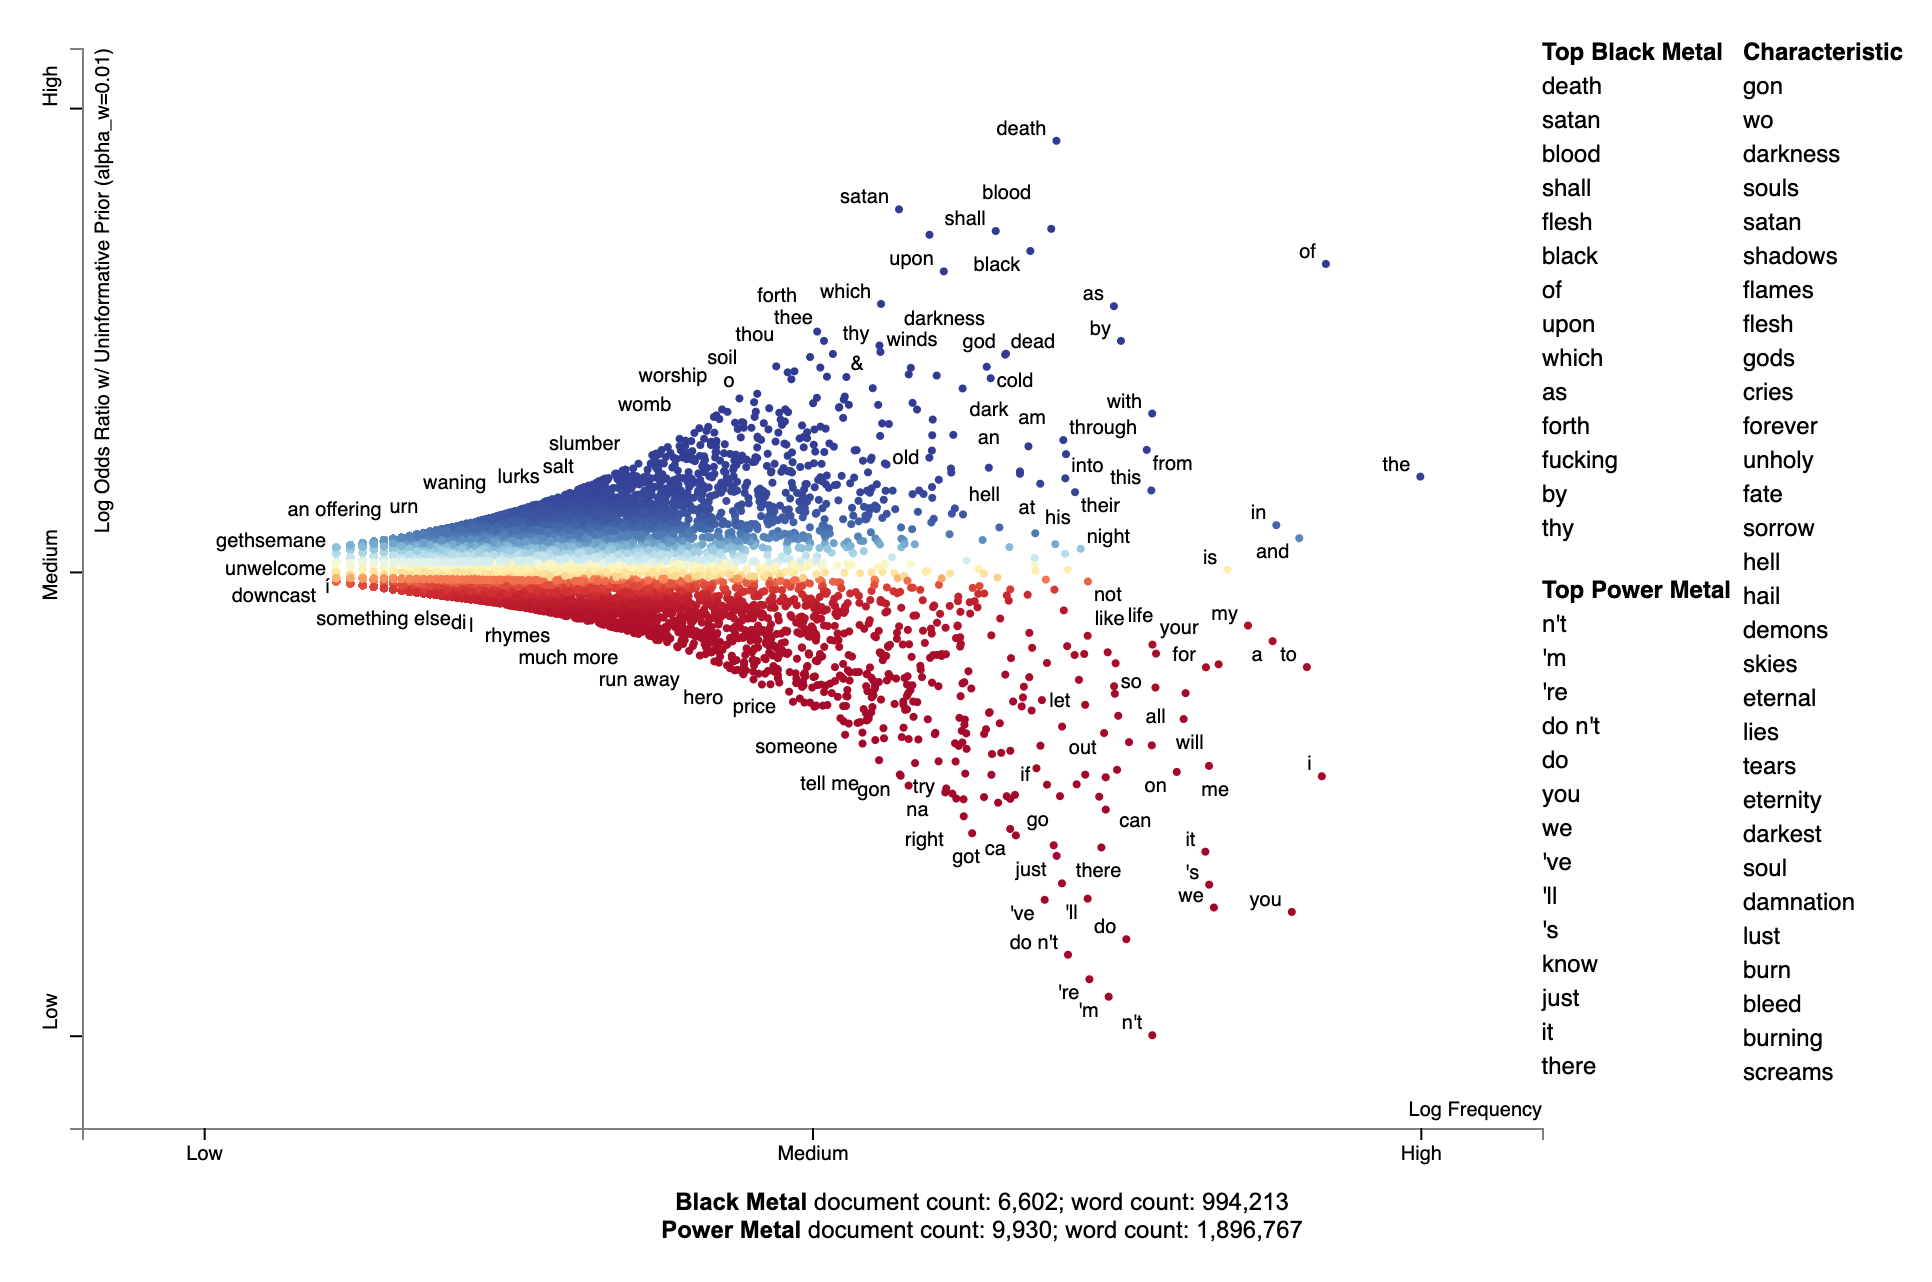 High
Medium
Low
Log Odds Ratio w/ Uninformative Prior (alpha_w=0.01)
death
satan
blood
shall
of
upon
black
which
forth
as
thee
darkness
thou
thy
winds
by
god
dead
soil
&
worship
o
cold
womb
with
dark
am
through
an
slumber
old
salt
into
from
the
lurks
this
waning
hell
their
an offering
urn
at
his
in
gethsemane
night
and
is
unwelcome
í
downcast
not
something else
di
l
like
life
my
your
rhymes
for
a
to
much more
run away
so
hero
let
price
all
someone
out
will
i
tell me
gon
try
if
on
me
na
go
can
right
it
got
ca
just
there
's
we
you
've
'll
do
do n't
're
'm
n't
Log Frequency
Low
Medium
High
Top Black Metal
death
satan
blood
shall
flesh
black
of
upon
which
as
forth
fucking
by
thy
Top Power Metal
n't
'm
're
do n't
do
you
we
've
'll
's
know
just
it
there
Characteristic
gon
wo
darkness
souls
satan
shadows
flames
flesh
gods
cries
forever
unholy
fate
sorrow
hell
hail
demons
skies
eternal
lies
tears
eternity
darkest
soul
damnation
lust
burn
bleed
burning
screams
Black Metal document count: 6,602; word count: 994,213
Power Metal document count: 9,930; word count: 1,896,767